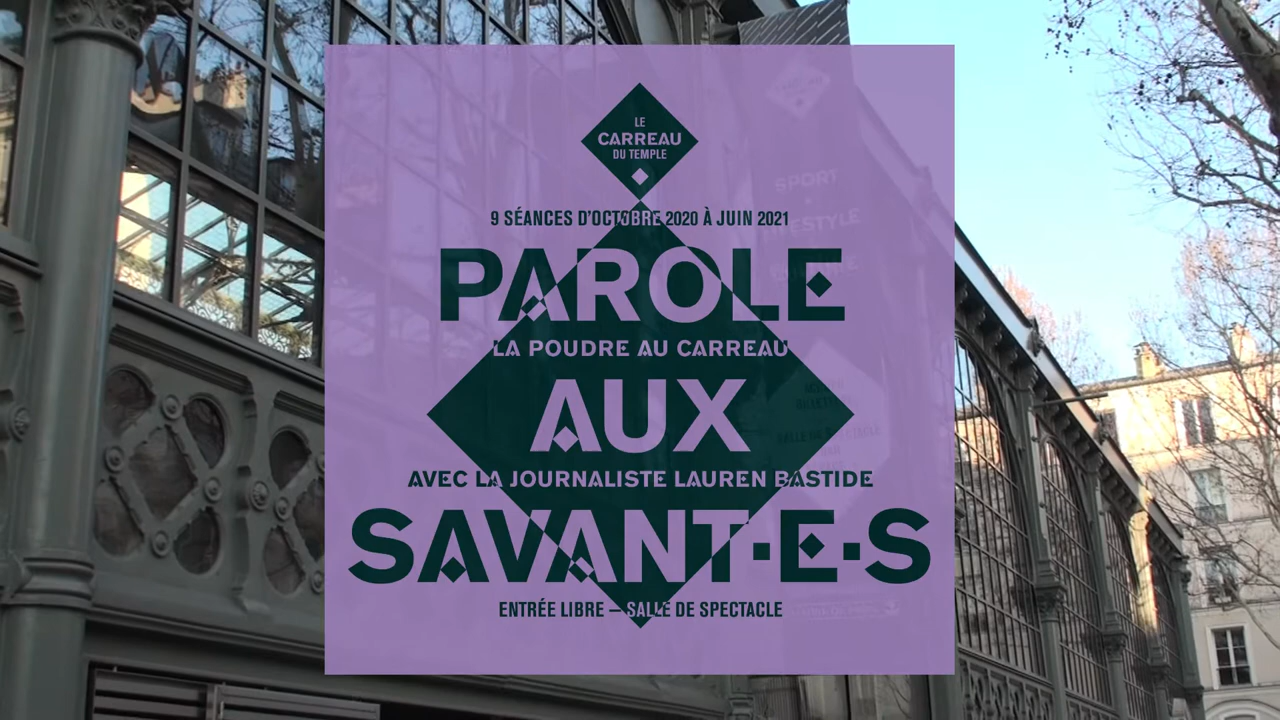 LE
CARREAU
DU TEMPLE
9 SÉANCES D'OCTOBRE 2020 À JUIN 2021
PAROLE
LA POUDRE AU CARREAU
AUX
AVEC LA JOURNALISTE LAUREN BASTIDE
SAVANT·E·S
ENTRÉE LIBRE – SALLE DE SPECTACLE
SPORT